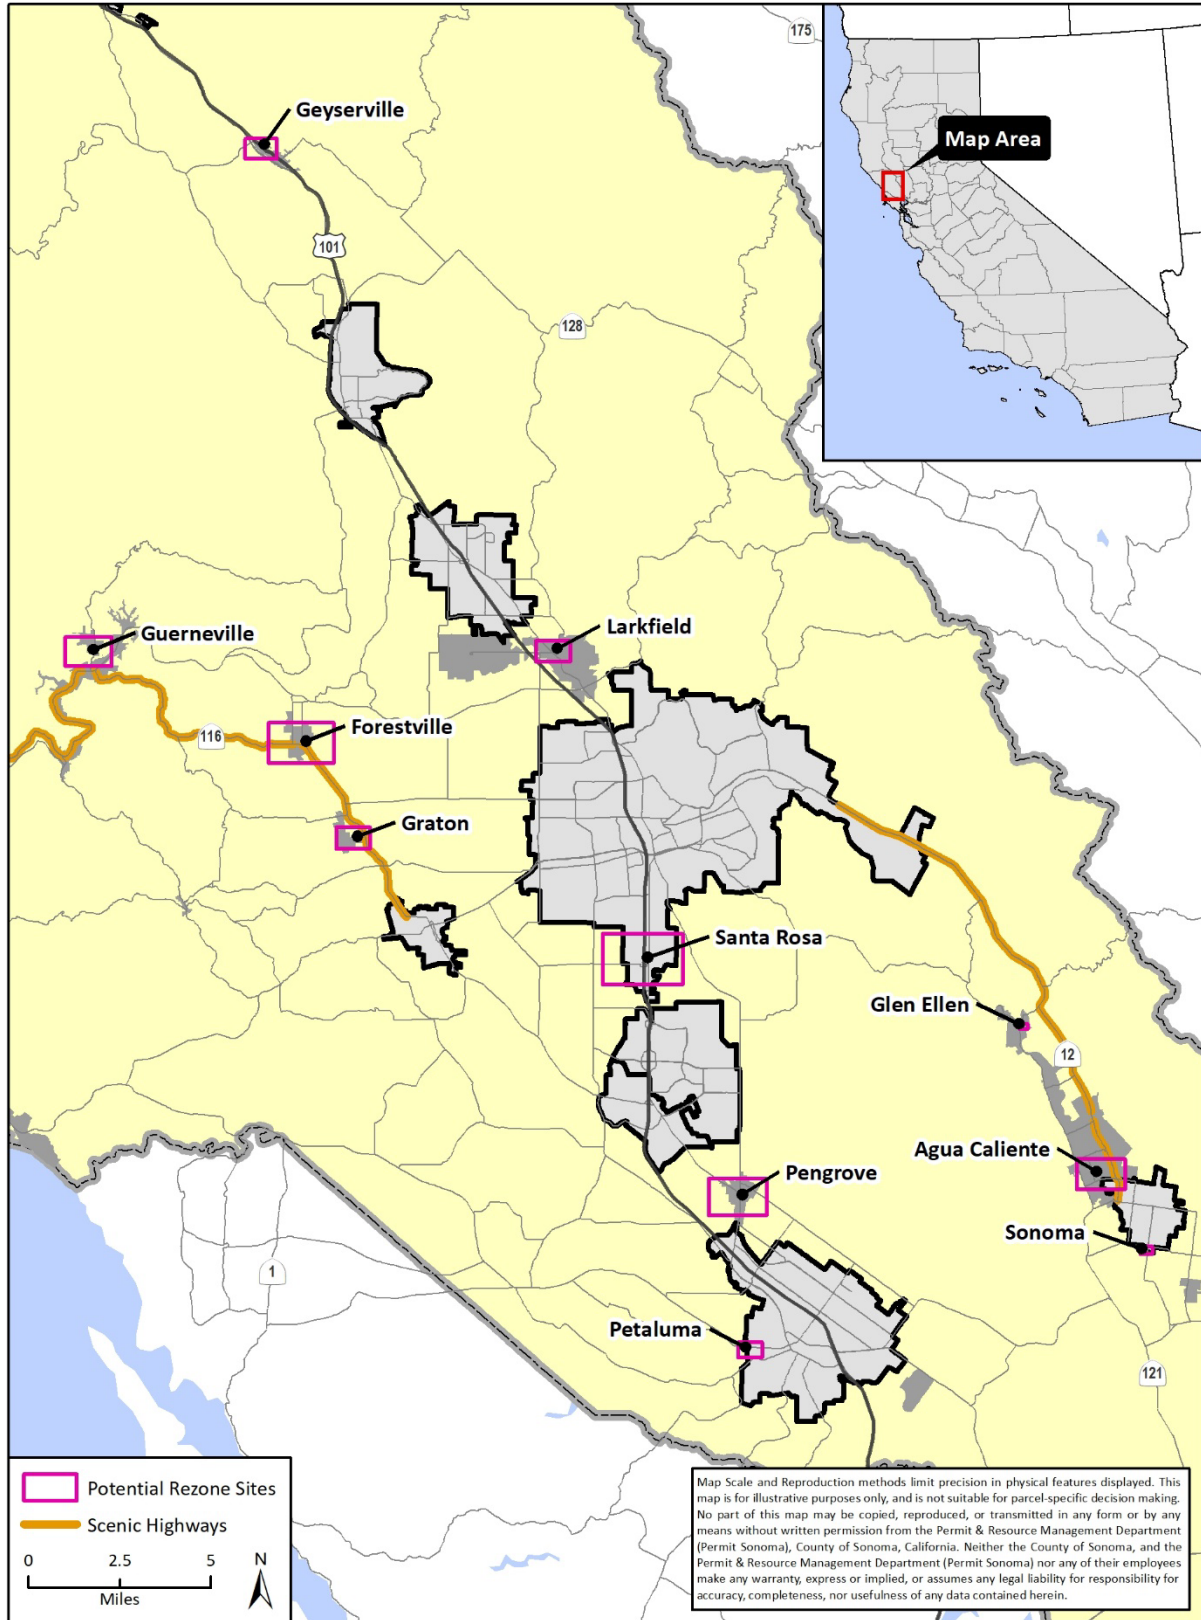 175
Map Area
Geyserville
101
128
Guerneville
Larkfield
116
Forestville
Graton
Santa Rosa
Glen Ellen
12
Agua Caliente
Pengrove
Sonoma
1
Petaluma
121
Potential Rezone Sites
Scenic Highways
0 2.5 5
Miles
N
Map Scale and Reproduction methods limit precision in physical features displayed. This
map is for illustrative purposes only, and is not suitable for parcel-specific decision making.
No part of this map may be copied, reproduced, or transmitted in any form or by any
means without written permission from the Permit & Resource Management Department
(Permit Sonoma), County of Sonoma, California. Neither the County of Sonoma, and the
Permit & Resource Management Department (Permit Sonoma) nor any of their employees
make any warranty, express or implied, or assumes any legal liability for responsibility for
accuracy, completeness, nor usefulness of any data contained herein.